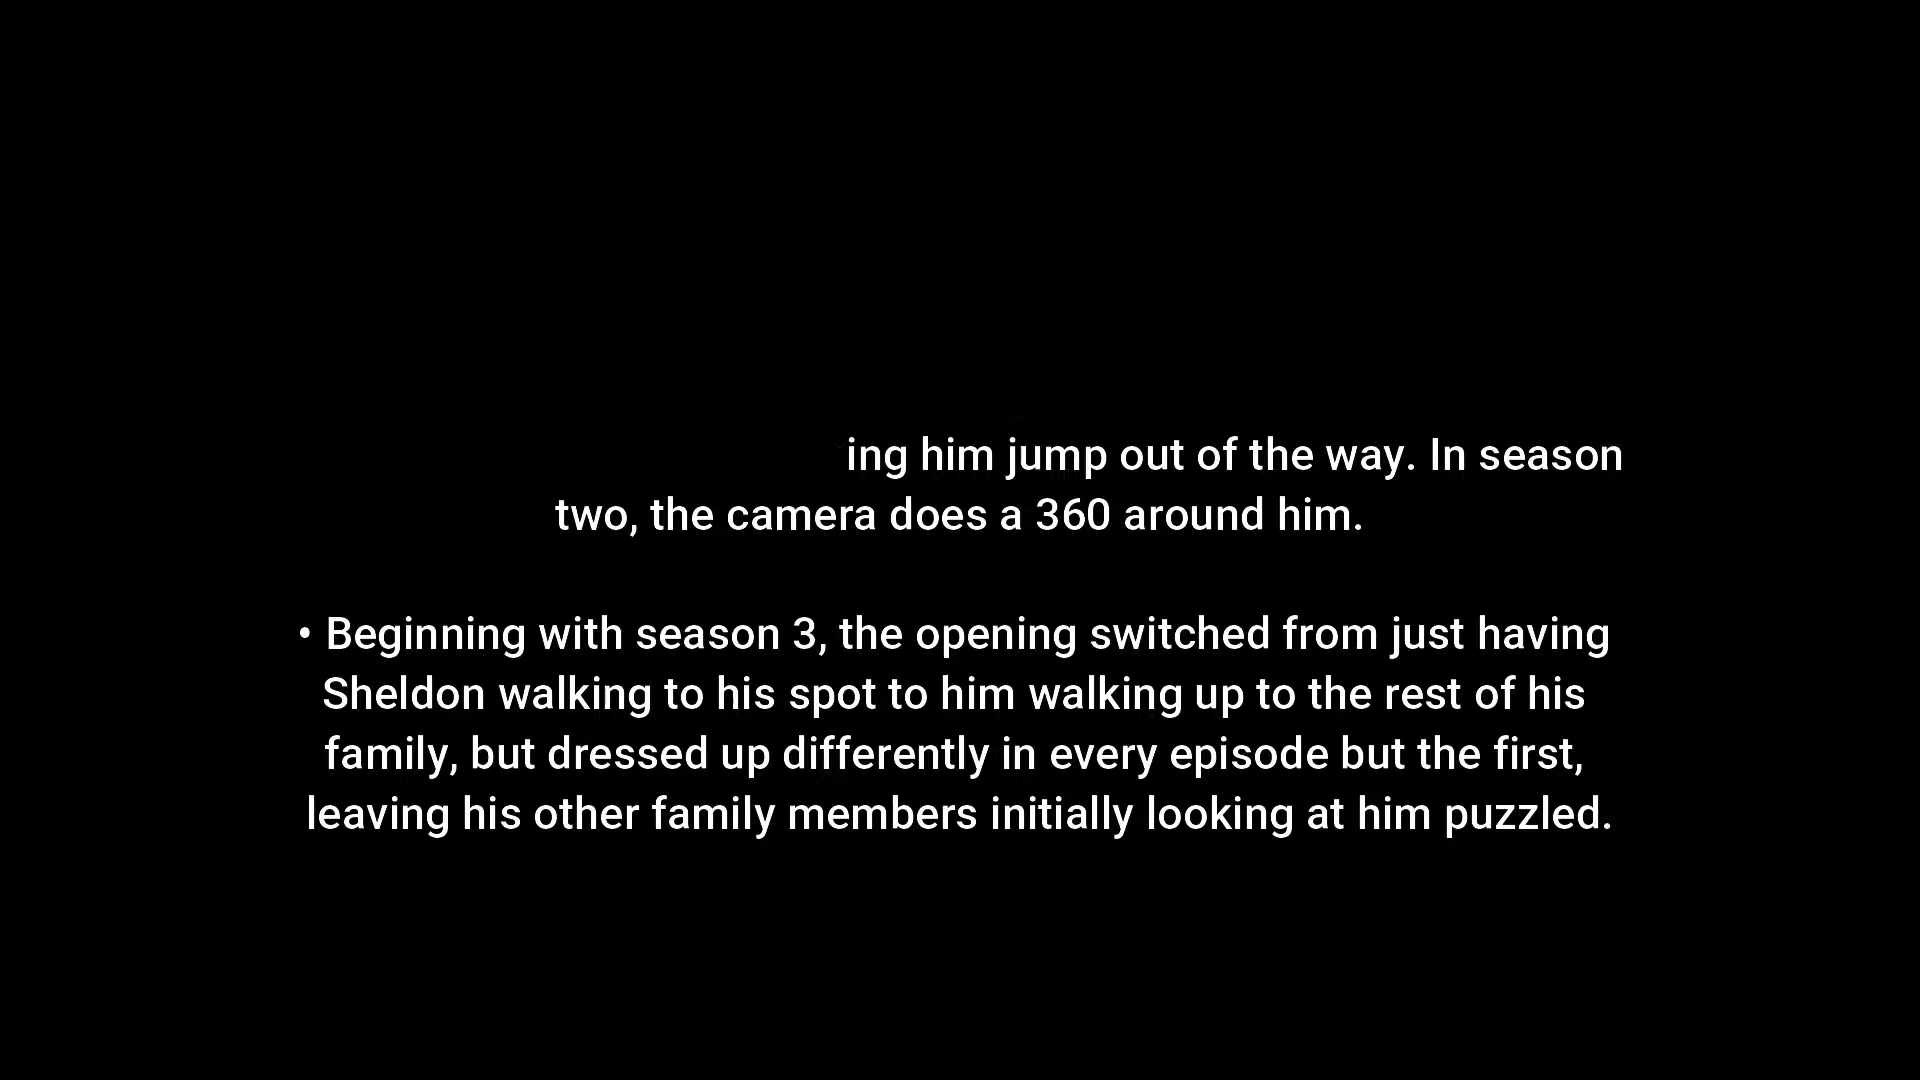 ing him jump out of the way. In season
two, the camera does a 360 around him.
• Beginning with season 3, the opening switched from just having
Sheldon walking to his spot to him walking up to the rest of his
family, but dressed up differently in every episode but the first,
leaving his other family members initially looking at him puzzled.